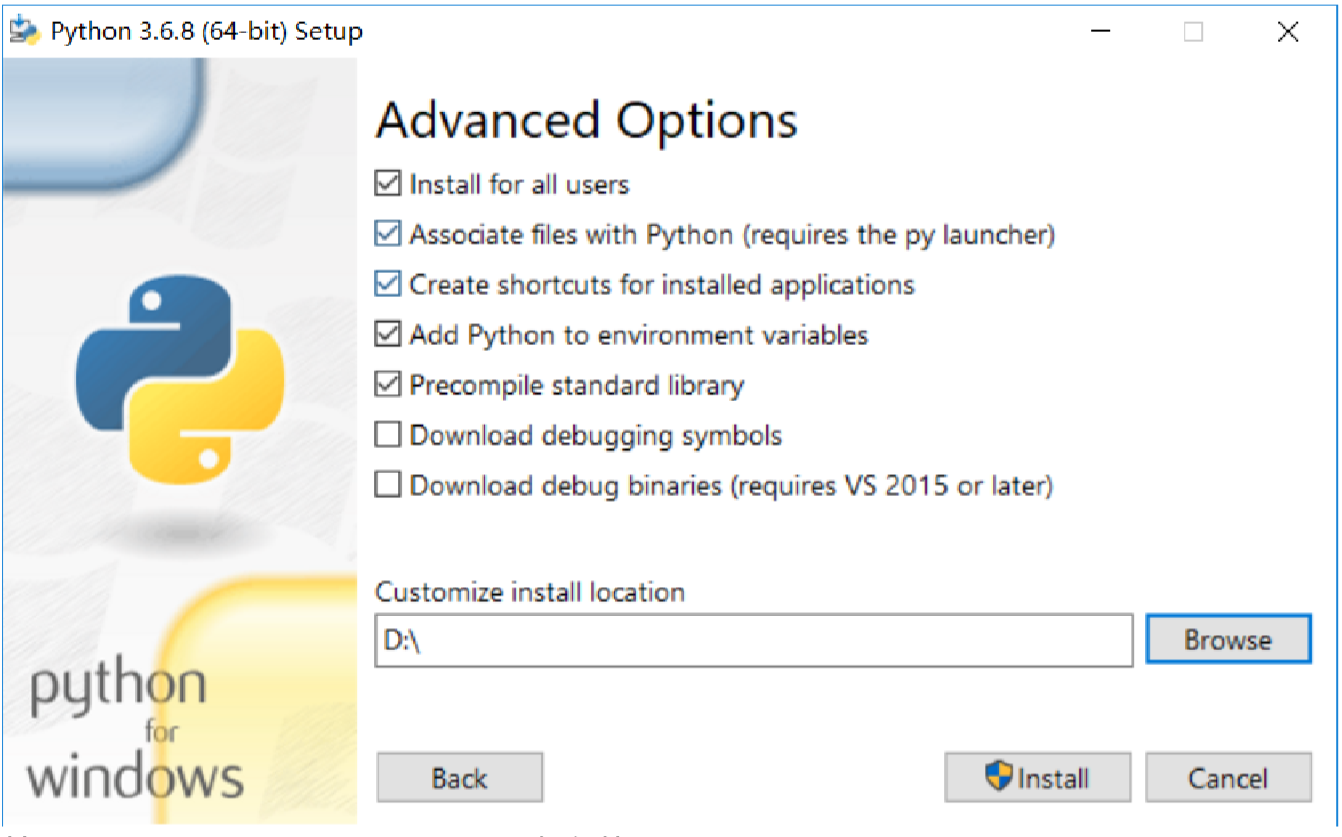 Python 3.6.8 (64-bit) Setup
Advanced Options
Install for all users
Associate files with Python (requires the py launcher)
Create shortcuts for installed applications
Add Python to environment variables
Precompile standard library
Download debugging symbols
Download debug binaries (requires VS 2015 or later)
Customize install location
D:\
Browse
python
for
windows
Back
Install
Cancel